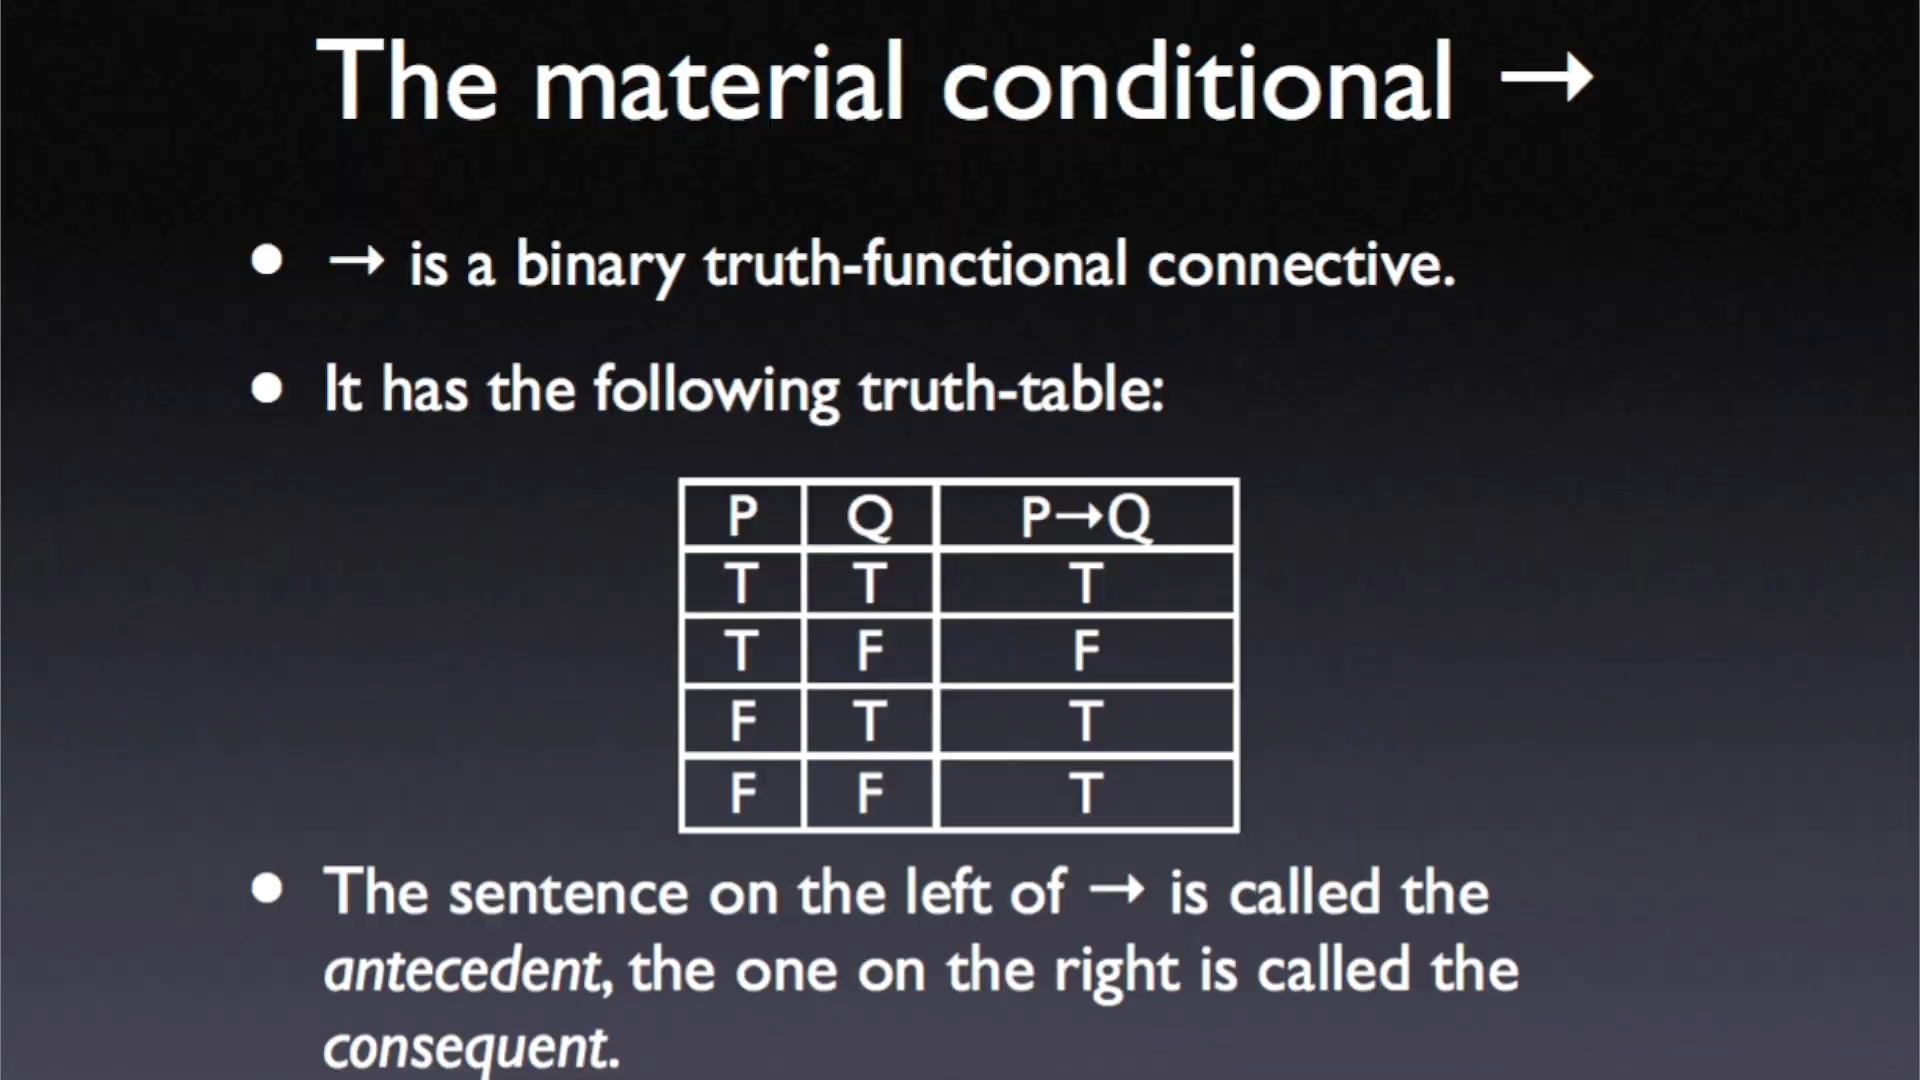 The material conditional →
• → is a binary truth-functional connective.
• It has the following truth-table:
P Q P→Q
T T T
T F F
F T T
F F T
• The sentence on the left of → is called the
antecedent, the one on the right is called the
consequent.